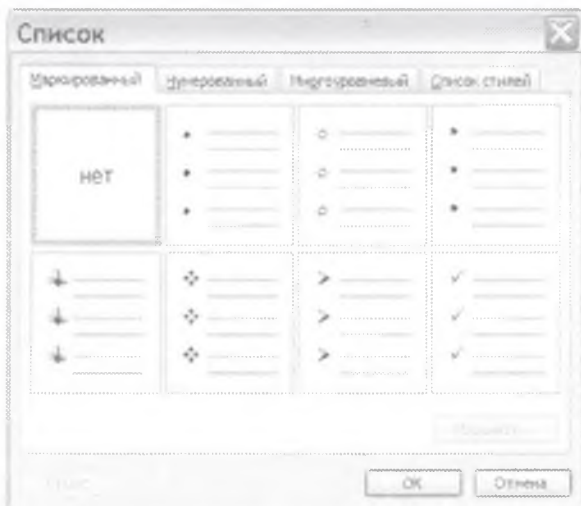 Список
Маркированный Нумерованный Многоуровневый Список стилей
нет
ОК Отмена